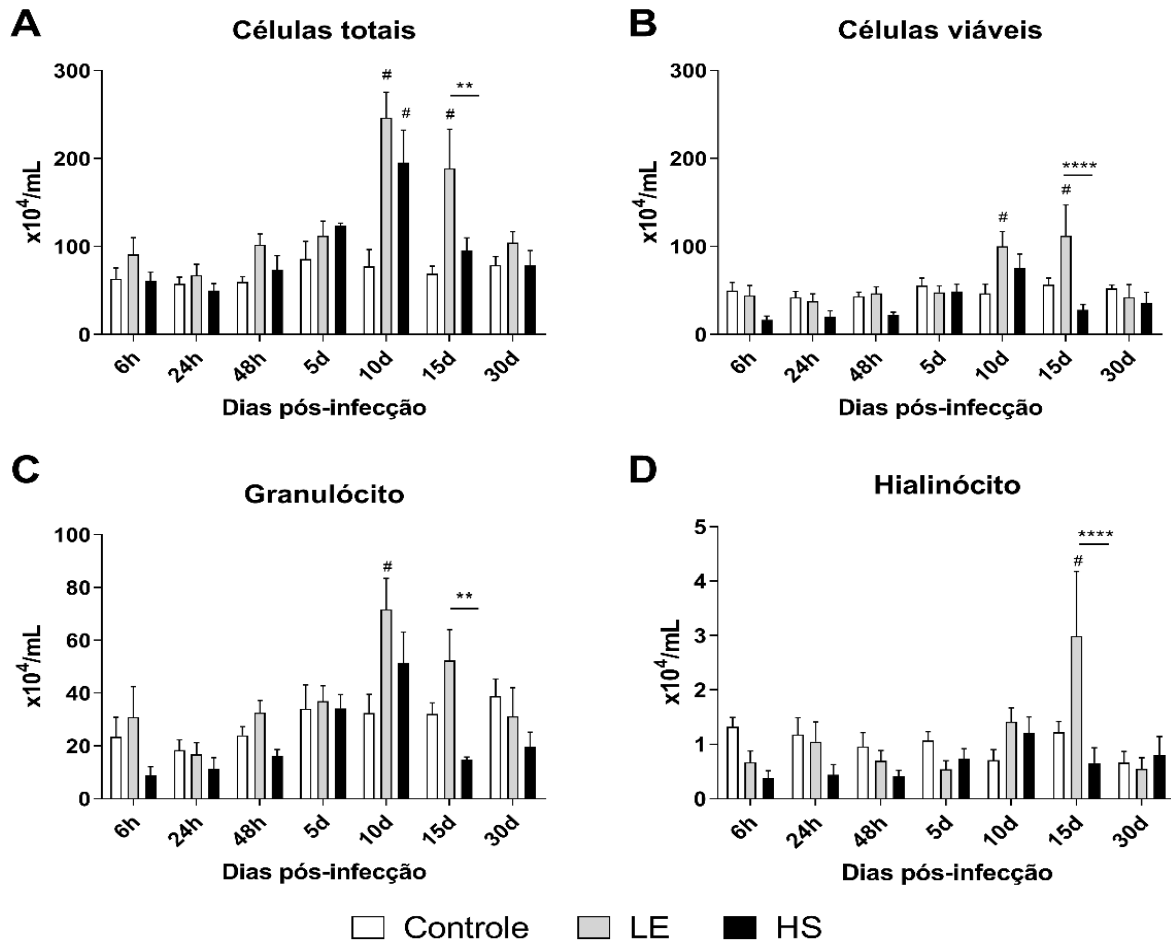 A
Células totais
300
200
100
0
x10⁴/mL
#
#
#
**
6h
24h
48h
5d
10d
15d
30d
Dias pós-infecção
B
Células viáveis
300
200
100
0
x10⁴/mL
#
#
****
6h
24h
48h
5d
10d
15d
30d
Dias pós-infecção
C
Granulócito
100
80
60
40
20
0
x10⁴/mL
#
**
6h
24h
48h
5d
10d
15d
30d
Dias pós-infecção
D
Hialinócito
5
4
3
2
1
0
x10⁴/mL
#
****
6h
24h
48h
5d
10d
15d
30d
Dias pós-infecção
Controle LE HS